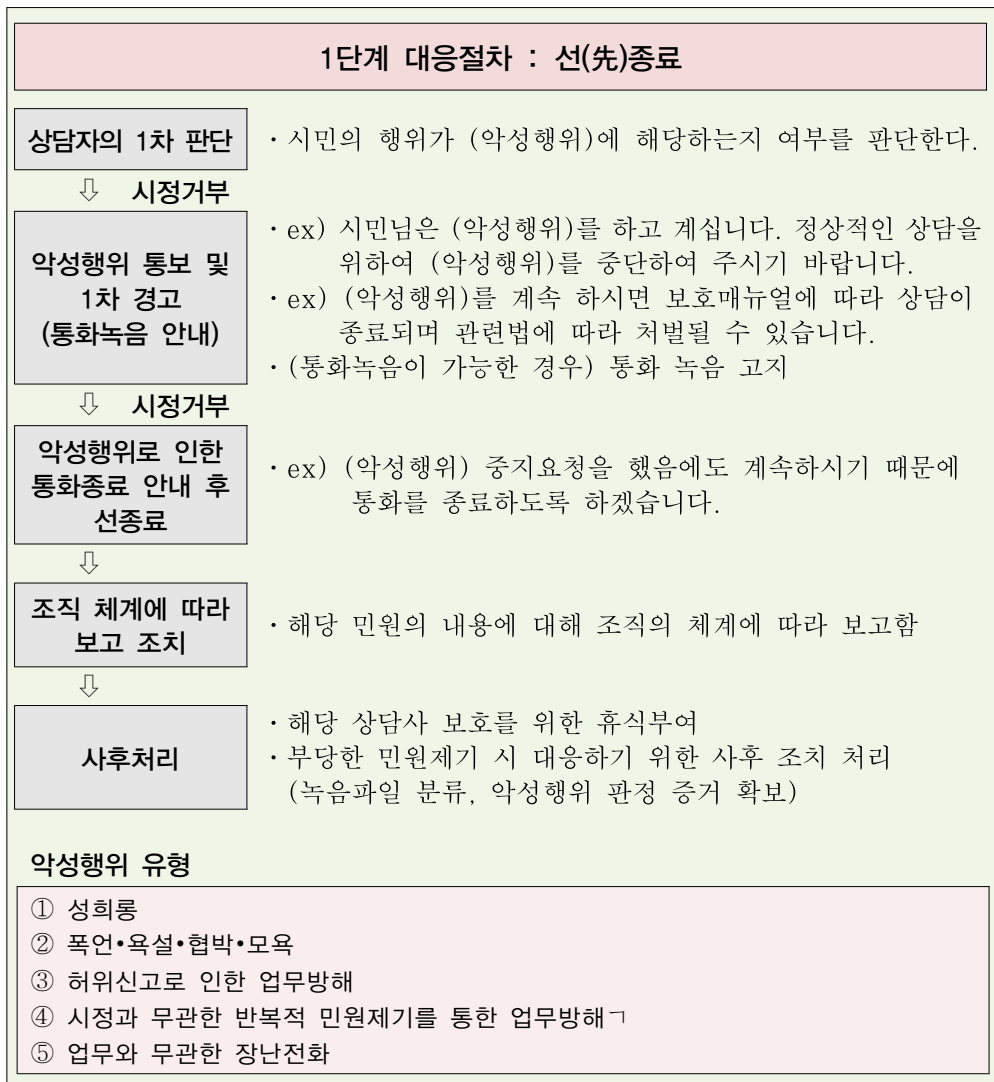 1단계 대응절차 : 선(先)종료
상담자의 1차 판단
・시민의 행위가 (악성행위)에 해당하는지 여부를 판단한다.
⇩ 시정거부
악성행위 통보 및
1차 경고
(통화녹음 안내)
・ex) 시민님은 (악성행위)를 하고 계십니다. 정상적인 상담을
위하여 (악성행위)를 중단하여 주시기 바랍니다.
・ex) (악성행위)를 계속 하시면 보호매뉴얼에 따라 상담이
종료되며 관련법에 따라 처벌될 수 있습니다.
・(통화녹음이 가능한 경우) 통화 녹음 고지
⇩ 시정거부
악성행위로 인한
통화종료 안내 후
선종료
・ex) (악성행위) 중지요청을 했음에도 계속하시기 때문에
통화를 종료하도록 하겠습니다.
⇩
조직 체계에 따라
보고 조치
・해당 민원의 내용에 대해 조직의 체계에 따라 보고함
⇩
사후처리
・해당 상담사 보호를 위한 휴식부여
・부당한 민원제기 시 대응하기 위한 사후 조치 처리
(녹음파일 분류, 악성행위 판정 증거 확보)
악성행위 유형
① 성희롱
② 폭언•욕설•협박•모욕
③ 허위신고로 인한 업무방해
④ 시정과 무관한 반복적 민원제기를 통한 업무방해ㄱ
⑤ 업무와 무관한 장난전화